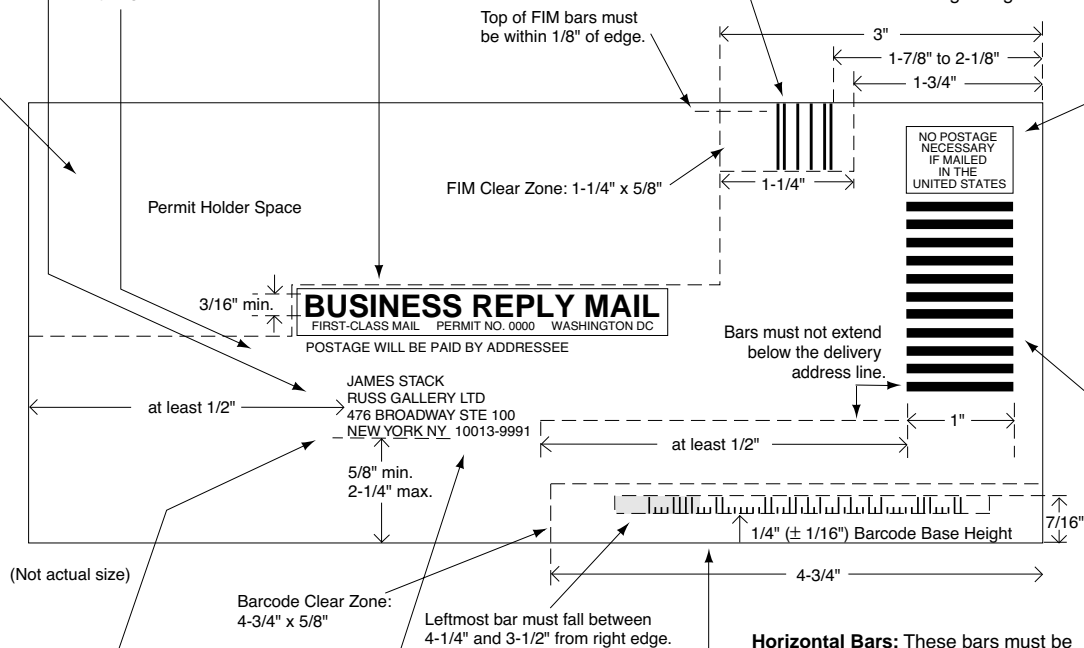 Top of FIM bars must
be within 1/8" of edge.
3"
1-7/8" to 2-1/8"
1-3/4"
NO POSTAGE
NECESSARY
IF MAILED
IN THE
UNITED STATES
FIM Clear Zone: 1-1/4" x 5/8"
1-1/4"
Permit Holder Space
3/16" min.
BUSINESS REPLY MAIL
FIRST-CLASS MAIL PERMIT NO. 0000 WASHINGTON DC
POSTAGE WILL BE PAID BY ADDRESSEE
Bars must not extend
below the delivery
address line.
JAMES STACK
RUSS GALLERY LTD
476 BROADWAY STE 100
NEW YORK NY 10013-9991
at least 1/2"
1"
at least 1/2"
5/8" min.
2-1/4" max.
1/4" (± 1/16") Barcode Base Height
7/16"
(Not actual size)
4-3/4"
Barcode Clear Zone:
4-3/4" x 5/8"
Leftmost bar must fall between
4-1/4" and 3-1/2" from right edge.
Horizontal Bars: These bars must be